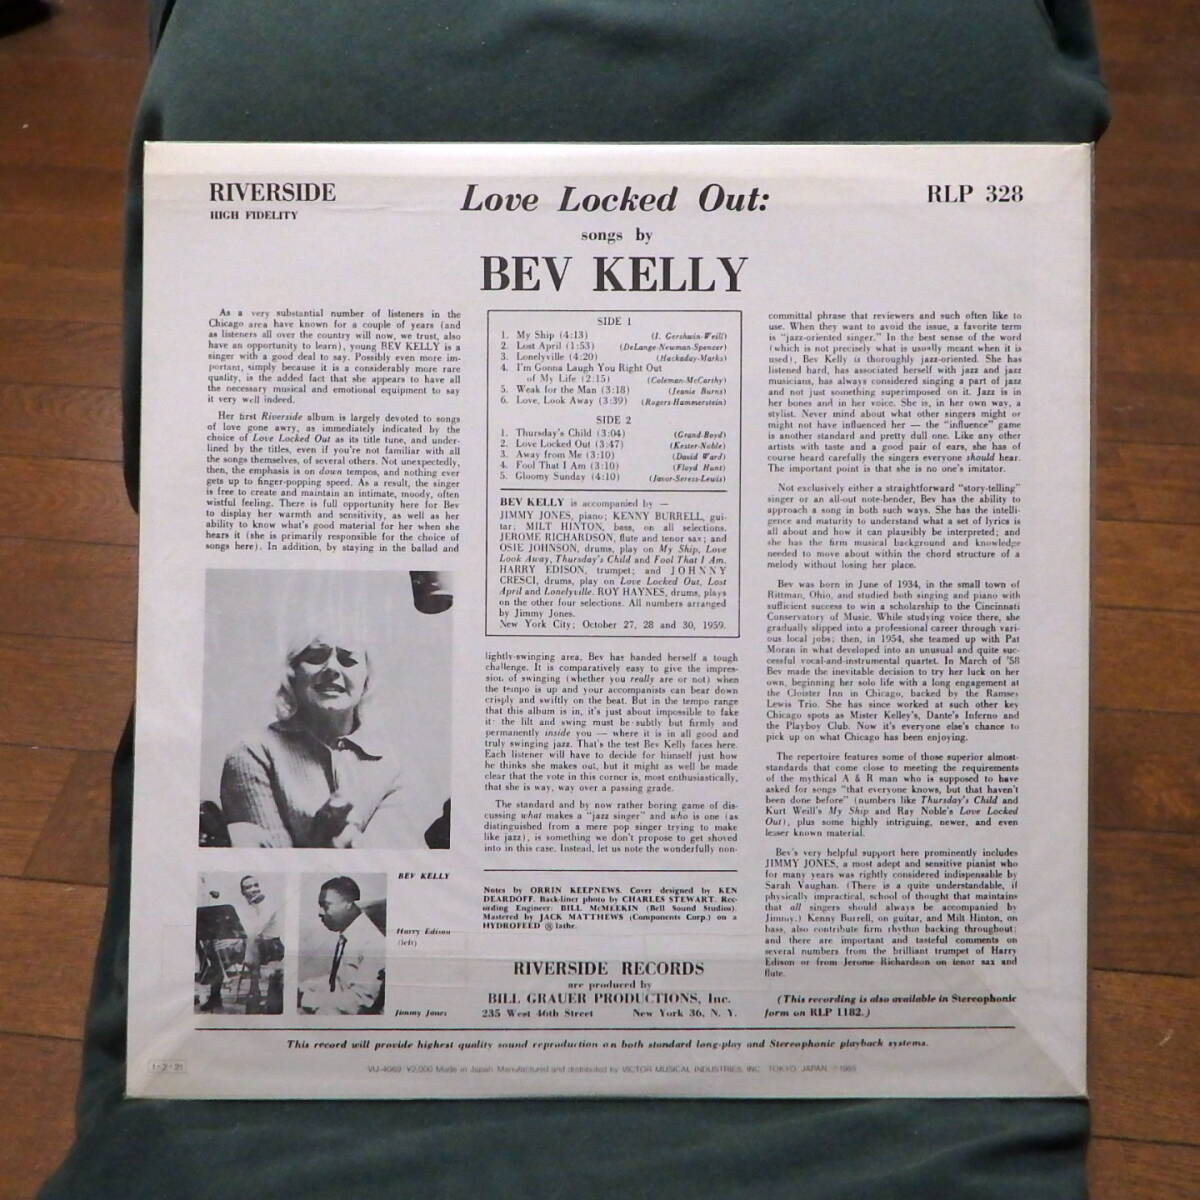 RIVERSIDE
HIGH FIDELITY
Love Locked Out:
songs by
BEV KELLY
RLP 328
As a very substantial number of listeners in the
Chicago area have known for a couple of years (and
as listeners all over the country will now, we trust, also
have an opportunity to learn), young BEV KELLY is a
singer with a good deal to say. Possibly even more im-
portant, simply because it is a considerably more rare
quality, is the added fact that she appears to have all
the necessary musical and emotional equipment to say
it very well indeed.
Her first Riverside album is largely devoted to songs
of love gone awry, as immediately indicated by the
choice of Love Locked Out as its title tune, and under-
lined by the titles, even if you're not familiar with all
the songs themselves, of several others. Not unexpectedly,
then, the emphasis is on down tempos, and nothing ever
gets up to finger-popping speed. As a result, the singer
is free to create and maintain an intimate, moody, often
wistful feeling. There is full opportunity here for Bev
to display her warmth and sensitivity, as well as her
ability to know what's good material for her when she
hears it (she is primarily responsible for the choice of
songs here). In addition, by staying in the ballad and
BEV KELLY
Harry Edison
(left)
Jimmy Jones
SIDE 1
1. My Ship (4:13) (I. Gershwin-Weill)
2. Lost April (1:53) (DeLange-Neuman-Spencer)
3. Lonelyville (4:20) (Hackaday-Marks)
4. I'm Gonna Laugh You Right Out
of My Life (2:15) (Coleman-McCarthy)
5. Weak for the Man (3:18) (Jeanie Burns)
6. Love, Look Away (3:39) (Rogers-Hammerstein)
SIDE 2
1. Thursday's Child (3:04) (Grand-Boyd)
2. Love Locked Out (3:47) (Kester-Noble)
3. Away from Me (3:10) (David Ward)
4. Fool That I Am (3:10) (Floyd Hunt)
5. Gloomy Sunday (4:10) (Javor-Seress-Lewis)
BEV KELLY is accompanied by —
JIMMY JONES, piano; KENNY BURRELL, gui-
tar; MILT HINTON, bass, on all selections.
JEROME RICHARDSON, flute and tenor sax; and
OSIE JOHNSON, drums, play on My Ship, Love
Look Away, Thursday's Child and Fool That I Am.
HARRY EDISON, trumpet; and JOHNNY
CRESCI, drums, play on Love Locked Out, Lost
April and Lonelyville. ROY HAYNES, drums, plays
on the other four selections. All numbers arranged
by Jimmy Jones.
New York City; October 27, 28 and 30, 1959.
lightly-swinging area, Bev has handed herself a tough
challenge. It is comparatively easy to give the impres-
sion of swinging (whether you really are or not) when
the tempo is up and your accompanists can bear down
crisply and swiftly on the beat. But in the tempo range
that this album is in, it's just about impossible to fake
it: the lilt and swing must be subtly but firmly and
permanently inside you — where it is in all good and
truly swinging jazz. That's the test Bev Kelly faces here.
Each listener will have to decide for himself just how
he thinks she makes out, but it might as well be made
clear that the vote in this corner is, most enthusiastically,
that she is way, way over a passing grade.
The standard and by now rather boring game of dis-
cussing what makes a "jazz singer" and who is one (as
distinguished from a mere pop singer trying to make
like jazz), is something we don't propose to get shoved
into in this case. Instead, let us note the wonderfully non-
Notes by ORRIN KEEPNEWS. Cover designed by KEN
DEARDOFF. Back-liner photo by CHARLES STEWART. Rec-
ording Engineer: BILL McMEEKIN (Bell Sound Studios).
Mastered by JACK MATTHEWS (Components Corp.) on a
HYDROFEED ® lathe.
RIVERSIDE RECORDS
are produced by
BILL GRAUER PRODUCTIONS, Inc.
235 West 46th Street New York 36, N. Y.
committal phrase that reviewers and such often like to
use. When they want to avoid the issue, a favorite term
is "jazz-oriented singer." In the best sense of the word
(which is not precisely what is usually meant when it is
used), Bev Kelly is thoroughly jazz-oriented. She has
listened hard, has associated herself with jazz and jazz
musicians, has always considered singing a part of jazz
and not just something superimposed on it. Jazz is in
her bones and in her voice. She is, in her own way, a
stylist. Never mind about what other singers might or
might not have influenced her — the "influence" game
is another standard and pretty dull one. Like any other
artists with taste and a good pair of ears, she has of
course heard carefully the singers everyone should hear.
The important point is that she is no one's imitator.
Not exclusively either a straightforward "story-telling"
singer or an all-out note-bender, Bev has the ability to
approach a song in both such ways. She has the intelli-
gence and maturity to understand what a set of lyrics is
all about and how it can plausibly be interpreted; and
she has the firm musical background and knowledge
needed to move about within the chord structure of a
melody without losing her place.
Bev was born in June of 1934, in the small town of
Rittman, Ohio, and studied both singing and piano with
sufficient success to win a scholarship to the Cincinnati
Conservatory of Music. While studying voice there, she
gradually slipped into a professional career through vari-
ous local jobs; then, in 1954, she teamed up with Pat
Moran in what developed into an unusual and quite suc-
cessful vocal-and-instrumental quartet. In March of '58
Bev made the inevitable decision to try her luck on her
own, beginning her solo life with a long engagement at
the Cloister Inn in Chicago, backed by the Ramsey
Lewis Trio. She has since worked at such other key
Chicago spots as Mister Kelley's, Dante's Inferno and
the Playboy Club. Now it's everyone else's chance to
pick up on what Chicago has been enjoying.
The repertoire features some of those superior almost-
standards that come close to meeting the requirements
of the mythical A & R man who is supposed to have
asked for songs "that everyone knows, but that haven't
been done before" (numbers like Thursday's Child and
Kurt Weill's My Ship and Ray Noble's Love Locked
Out), plus some highly intriguing, newer, and even
lesser known material.
Bev's very helpful support here prominently includes
JIMMY JONES, a most adept and sensitive pianist who
for many years was rightly considered indispensable by
Sarah Vaughan. (There is a quite understandable, if
physically impractical, school of thought that maintains
that all singers should always be accompanied by
Jimmy.) Kenny Burrell, on guitar, and Milt Hinton, on
bass, also contribute firm rhythm backing throughout;
and there are important and tasteful comments on
several numbers from the brilliant trumpet of Harry
Edison or from Jerome Richardson on tenor sax and
flute.
(This recording is also available in Stereophonic
form on RLP 1182.)
This record will provide highest quality sound reproduction on both standard long-play and Stereophonic playback systems.
1·2·2I
VIJ-4069 ¥2,000 Made in Japan. Manufactured and distributed by VICTOR MUSICAL INDUSTRIES, INC. TOKYO, JAPAN